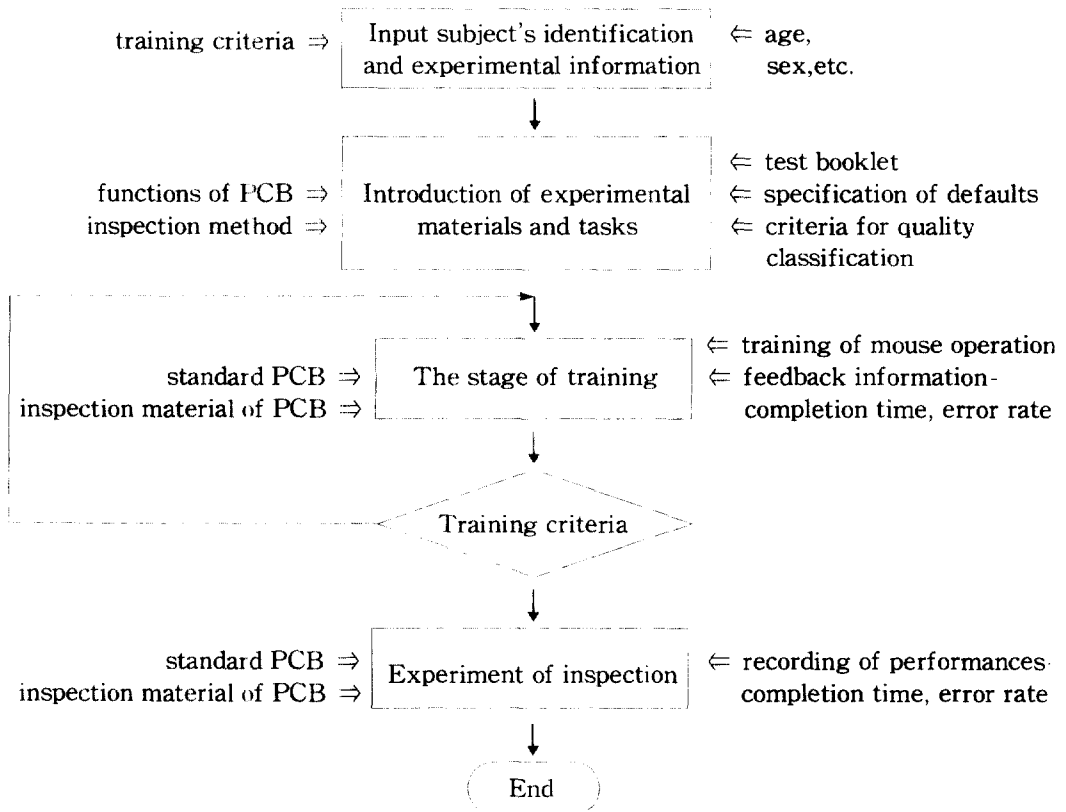 training criteria ⇒
Input subject's identification
and experimental information
⇐ age,
sex,etc.
functions of PCB ⇒
inspection method ⇒
Introduction of experimental
materials and tasks
⇐ test booklet
⇐ specification of defaults
⇐ criteria for quality
classification
standard PCB ⇒
inspection material of PCB ⇒
The stage of training
⇐ training of mouse operation
⇐ feedback information-
completion time, error rate
Training criteria
standard PCB ⇒
inspection material of PCB ⇒
Experiment of inspection
⇐ recording of performances-
completion time, error rate
End